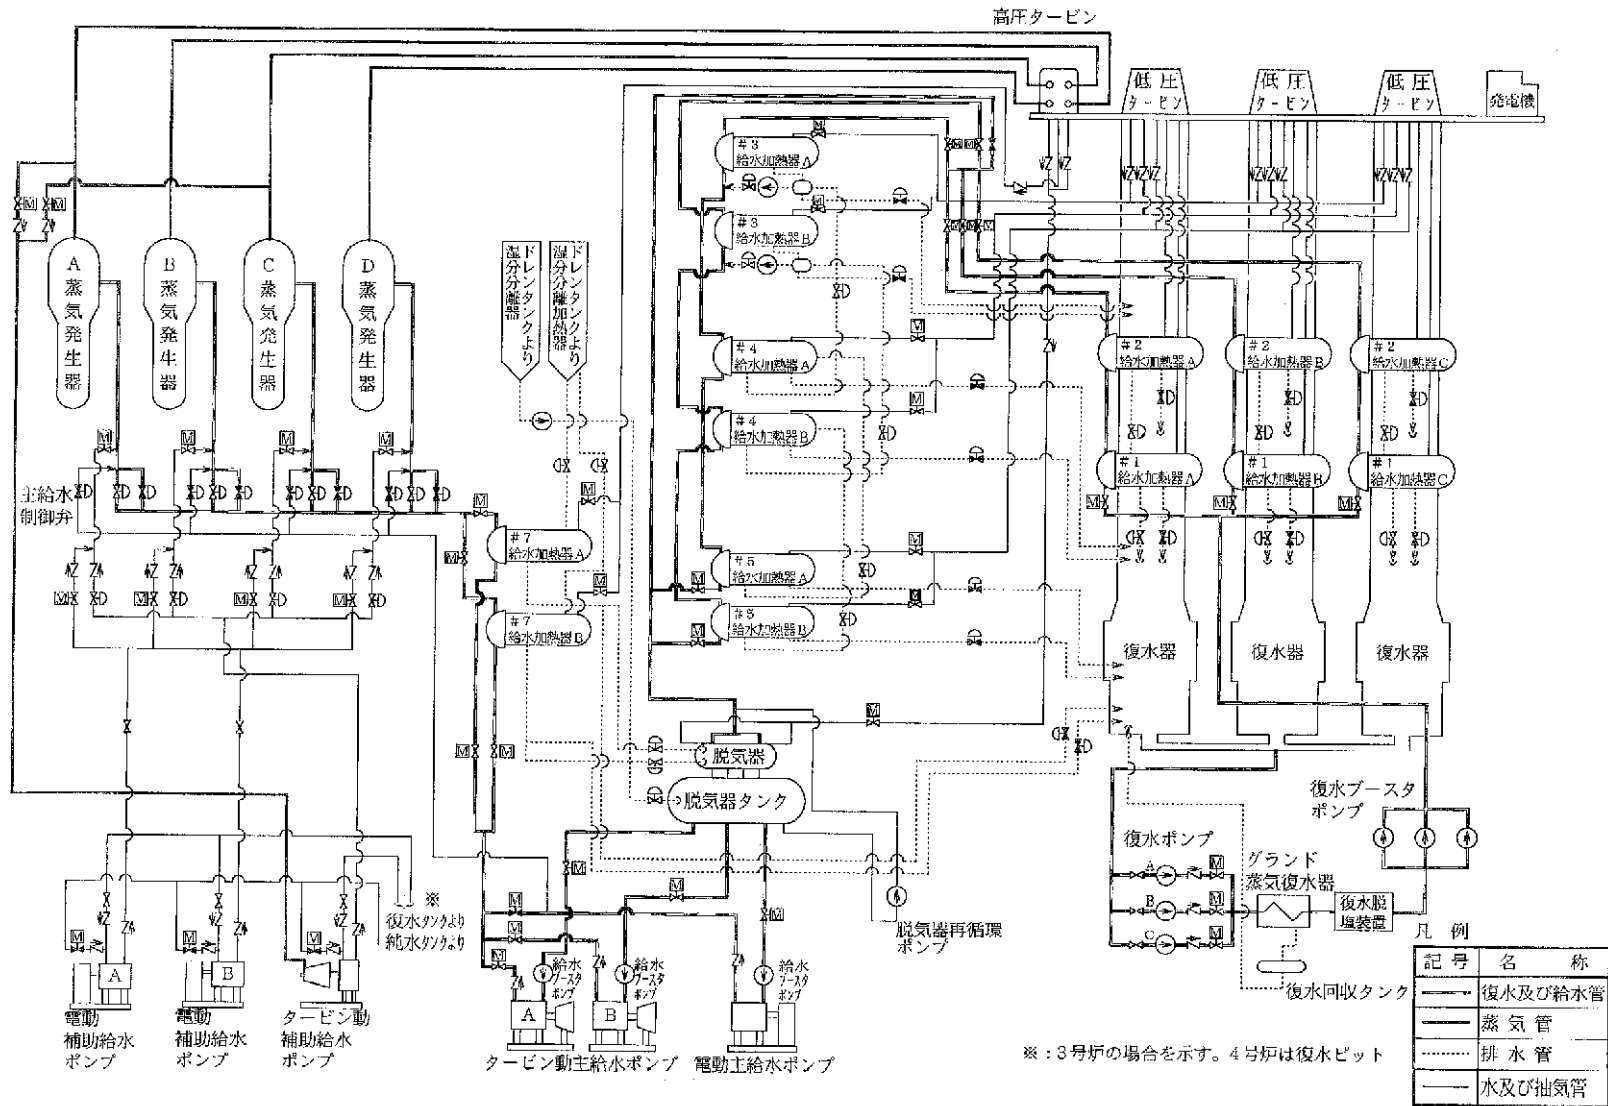 高圧タービン
低圧
タービン
低圧
タービン
低圧
タービン
発電機
#3
給水加熱器A
#3
給水加熱器B
A蒸気発生器
B蒸気発生器
C蒸気発生器
D蒸気発生器
湿分分離器
ドレンタンクより
湿分分離加熱器
ドレンタンクより
#4
給水加熱器A
#4
給水加熱器B
#2
給水加熱器A
#2
給水加熱器B
#2
給水加熱器C
#1
給水加熱器A
#1
給水加熱器B
#1
給水加熱器C
主給水
制御弁
#7
給水加熱器A
#7
給水加熱器B
#5
給水加熱器A
給水加熱器B
復水器
復水器
復水器
脱気器
脱気器タンク
復水ブースタ
ポンプ
復水ポンプ
A
B
C
グランド
蒸気復水器
復水脱
塩装置
脱気器再循環
ポンプ
復水回収タンク
※
復水タンクより
純水タンクより
A
B
電動
補助給水
ポンプ
電動
補助給水
ポンプ
タービン動
補助給水
ポンプ
給水
ブースタ
ポンプ
給水
ブースタ
ポンプ
給水
ブースタ
ポンプ
A
B
タービン動主給水ポンプ
電動主給水ポンプ
※:3号炉の場合を示す。4号炉は復水ピット
凡 例
記号 名 称
復水及び給水管
蒸気管
排水管
水及び抽気管